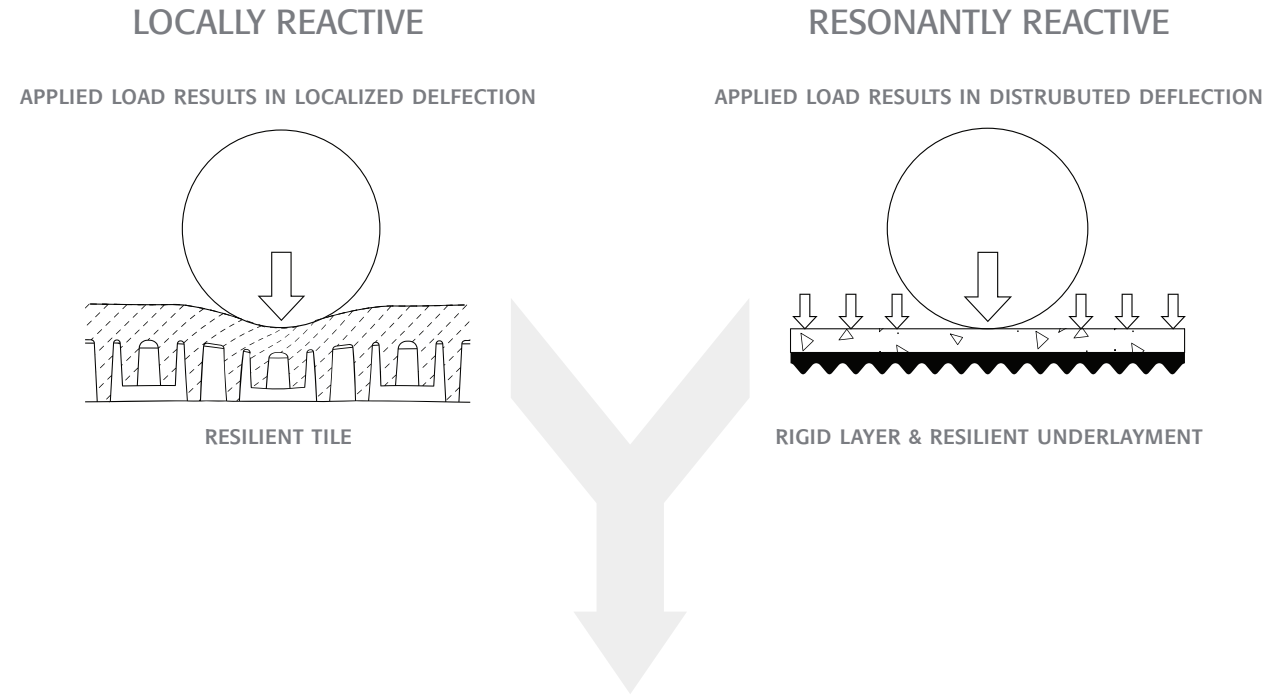 LOCALLY REACTIVE
APPLIED LOAD RESULTS IN LOCALIZED DELFECTION
RESILIENT TILE
RESONANTLY REACTIVE
APPLIED LOAD RESULTS IN DISTRUBUTED DEFLECTION
RIGID LAYER & RESILIENT UNDERLAYMENT